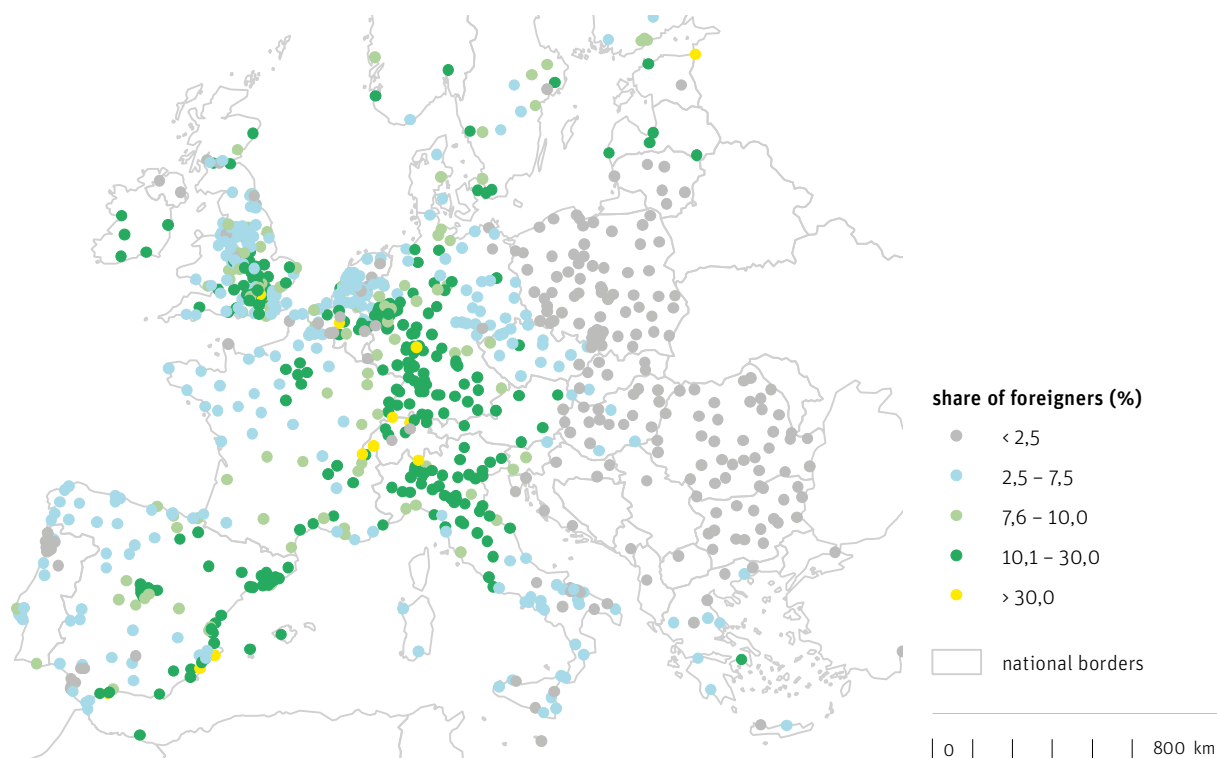 share of foreigners (%)
< 2,5
2,5 – 7,5
7,6 – 10,0
10,1 – 30,0
> 30,0
national borders
0 800 km